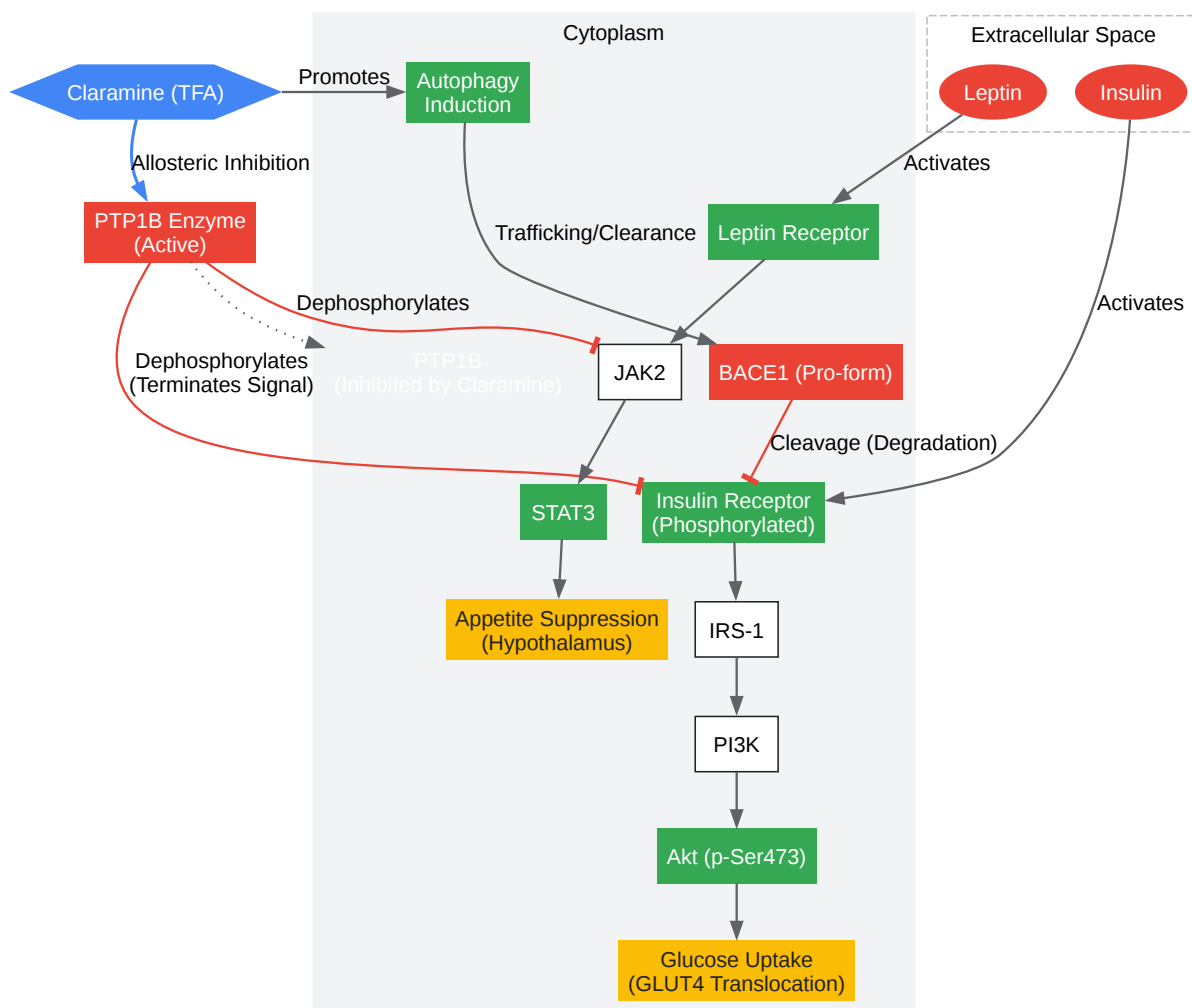 Cytoplasm
Extracellular Space
Claramine (TFA)
Promotes
Autophagy
Induction
Leptin
Insulin
Allosteric Inhibition
Activates
PTP1B Enzyme
(Active)
Trafficking/Clearance
Leptin Receptor
Dephosphorylates
Activates
Dephosphorylates
(Terminates Signal)
PTP1B
(Inhibited by Claramine)
JAK2
BACE1 (Pro-form)
Cleavage (Degradation)
STAT3
Insulin Receptor
(Phosphorylated)
Appetite Suppression
(Hypothalamus)
IRS-1
PI3K
Akt (p-Ser473)
Glucose Uptake
(GLUT4 Translocation)